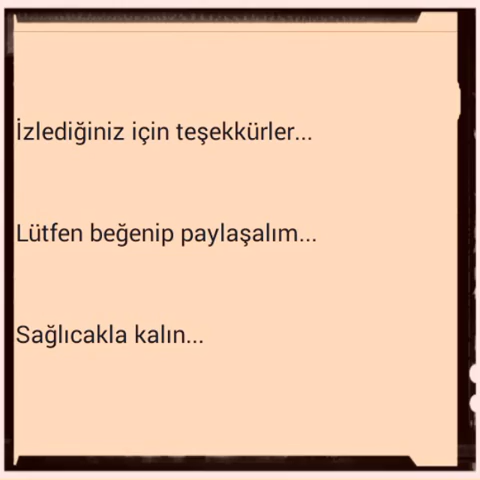 İzlediğiniz için teşekkürler...
Lütfen beğenip paylaşalım...
Sağlıcakla kalın...